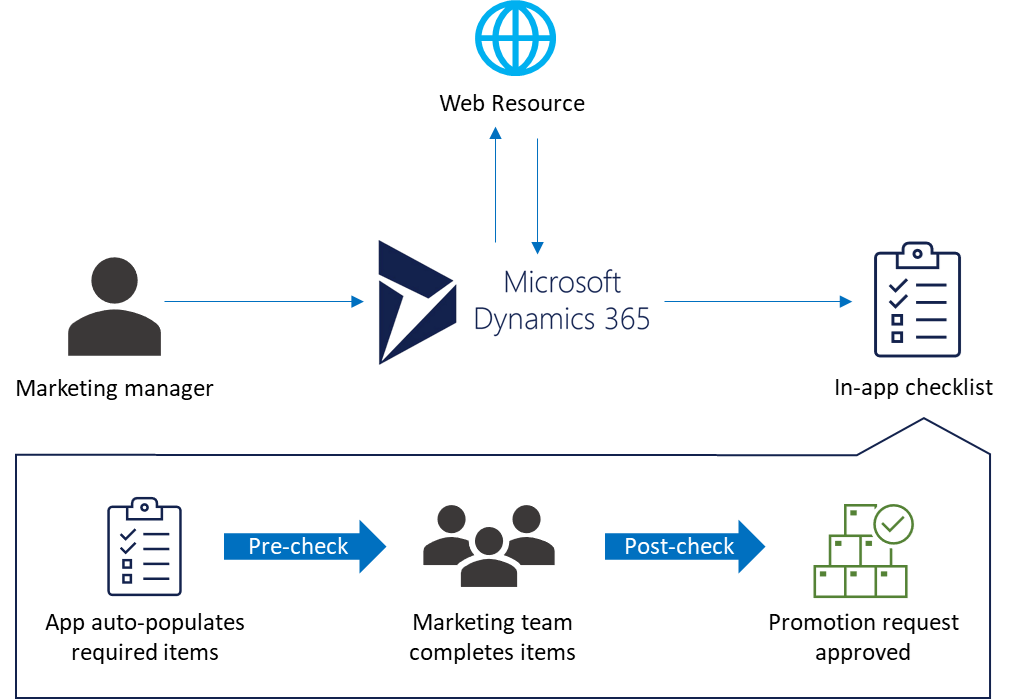 Web Resource
Microsoft
Dynamics 365
Marketing manager
In-app checklist
Pre-check
Post-check
App auto-populates
required items
Marketing team
completes items
Promotion request
approved